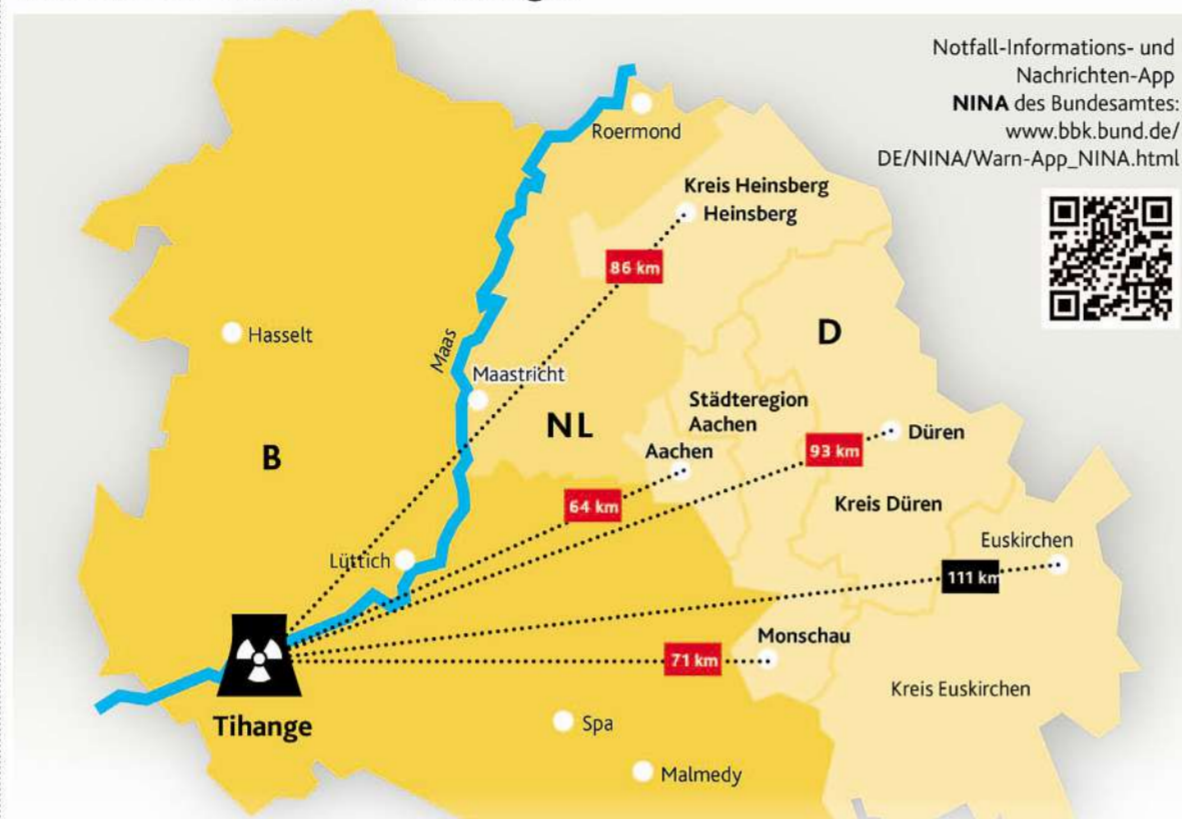 Notfall-Informations- und
Nachrichten-App
NINA des Bundesamtes:
www.bbk.bund.de/
DE/NINA/Warn-App_NINA.html
Roermond
Kreis Heinsberg
Heinsberg
86 km
Hasselt
Maas
D
Maastricht
Städteregion
Aachen
NL
Düren
B
Aachen
93 km
64 km
Kreis Düren
Euskirchen
Lüttich
111 km
Monschau
71 km
Kreis Euskirchen
Tihange
Spa
Malmedy